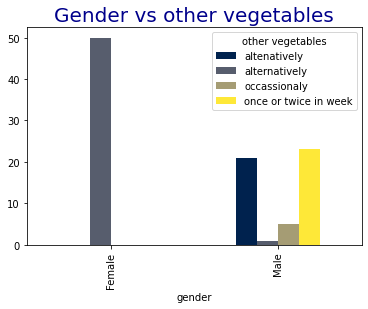 Gender vs other vegetables
other vegetables
altenatively
alternatively
occassionaly
once or twice in week
50
40
30
20
10
0
Female
Male
gender